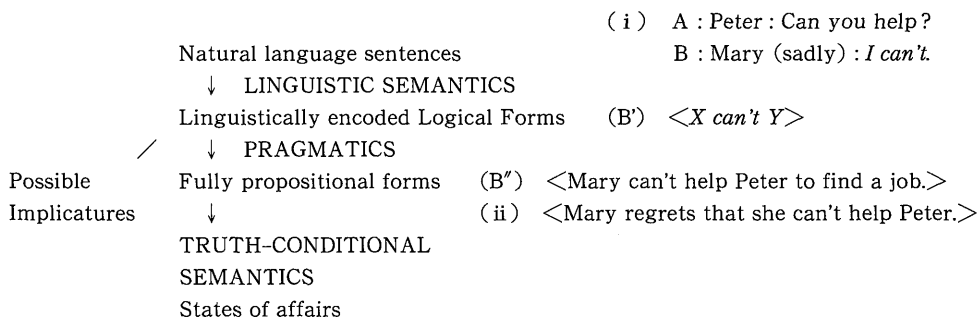 (i) A : Peter : Can you help?
Natural language sentences B : Mary (sadly) : I can't.
↓ LINGUISTIC SEMANTICS
Linguistically encoded Logical Forms (B') <X can't Y>
／ ↓ PRAGMATICS
Possible Fully propositional forms (B″) <Mary can't help Peter to find a job.>
Implicatures ↓ (ii) <Mary regrets that she can't help Peter.>
TRUTH-CONDITIONAL
SEMANTICS
States of affairs